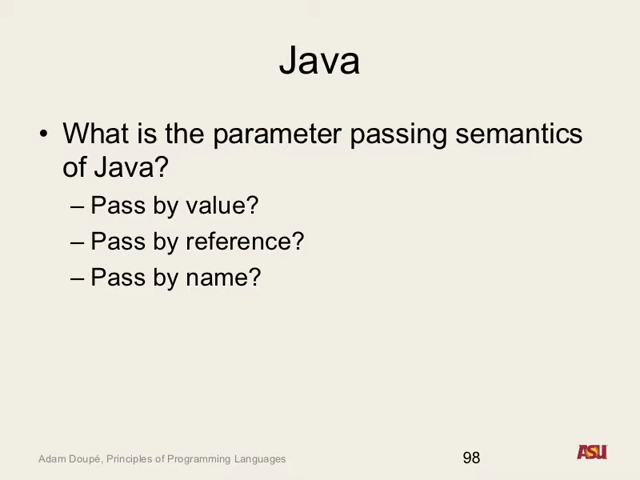 Java
• What is the parameter passing semantics
of Java?
– Pass by value?
– Pass by reference?
– Pass by name?
Adam Doupé, Principles of Programming Languages
98
ASU